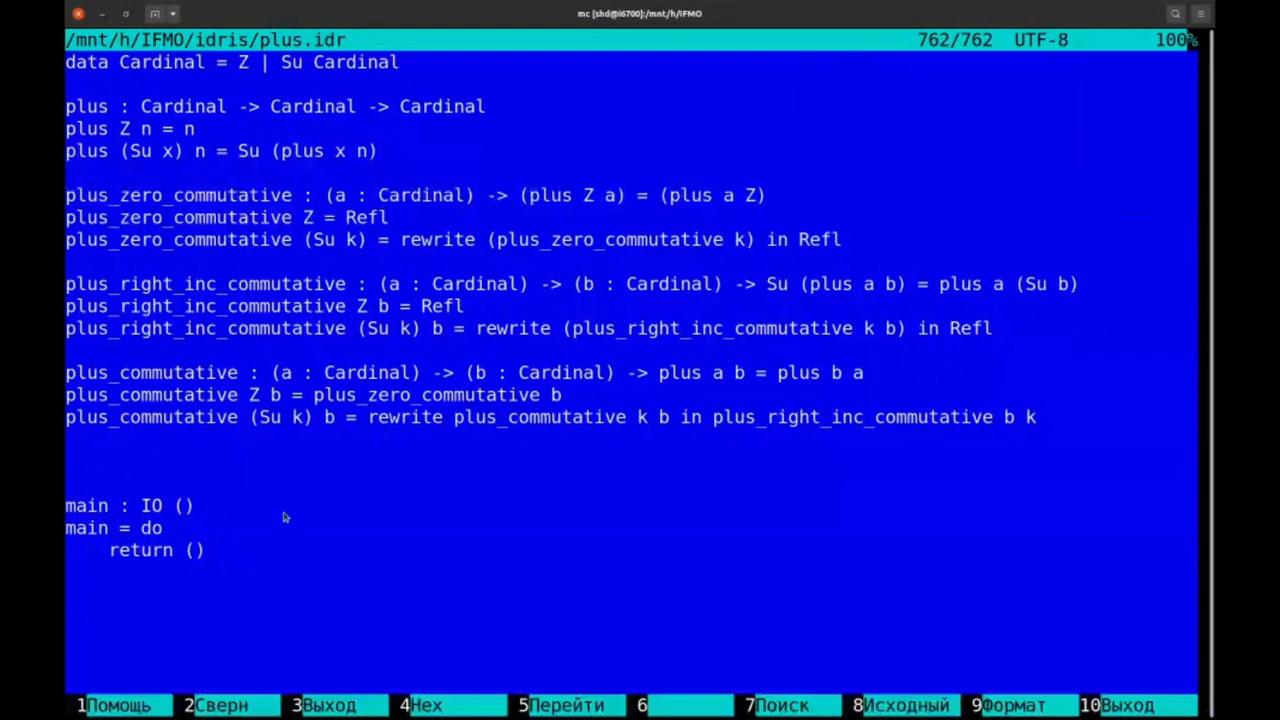 mc [shd@i6700]:/mnt/h/IFMO
/mnt/h/IFMO/idris/plus.idr 762/762 UTF-8 100%
data Cardinal = Z | Su Cardinal
plus : Cardinal -> Cardinal -> Cardinal
plus Z n = n
plus (Su x) n = Su (plus x n)
plus_zero_commutative : (a : Cardinal) -> (plus Z a) = (plus a Z)
plus_zero_commutative Z = Refl
plus_zero_commutative (Su k) = rewrite (plus_zero_commutative k) in Refl
plus_right_inc_commutative : (a : Cardinal) -> (b : Cardinal) -> Su (plus a b) = plus a (Su b)
plus_right_inc_commutative Z b = Refl
plus_right_inc_commutative (Su k) b = rewrite (plus_right_inc_commutative k b) in Refl
plus_commutative : (a : Cardinal) -> (b : Cardinal) -> plus a b = plus b a
plus_commutative Z b = plus_zero_commutative b
plus_commutative (Su k) b = rewrite plus_commutative k b in plus_right_inc_commutative b k
main : IO ()
main = do
    return ()
1Помощь 2Сверн 3Выход 4Hex 5Перейти 6 7Поиск 8Исходный 9Формат 10Выход